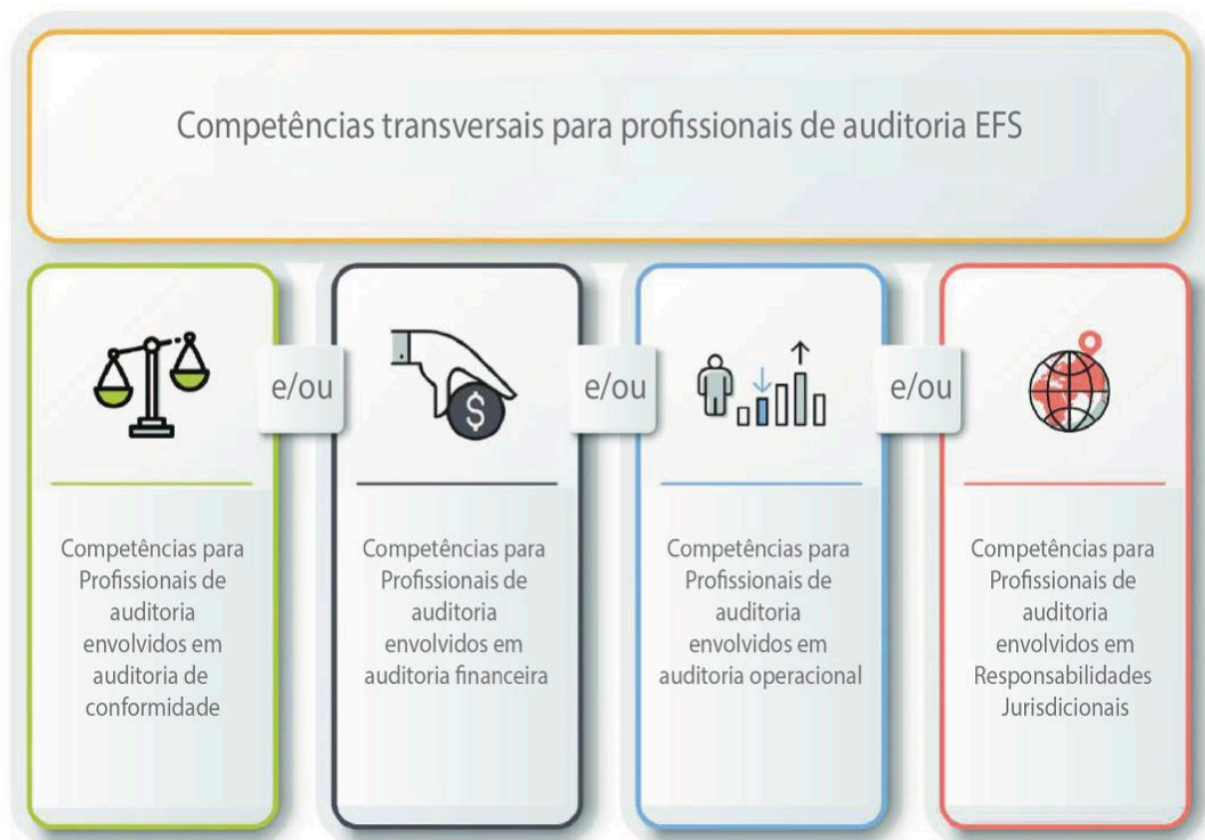 Competências transversais para profissionais de auditoria EFS
e/ou
e/ou
e/ou
$
Competências para
Profissionais de
auditoria
envolvidos em
auditoria de
conformidade
Competências para
Profissionais de
auditoria
envolvidos em
auditoria financeira
Competências para
Profissionais de
auditoria
envolvidos em
auditoria operacional
Competências para
Profissionais de
auditoria
envolvidos em
Responsabilidades
Jurisdicionais